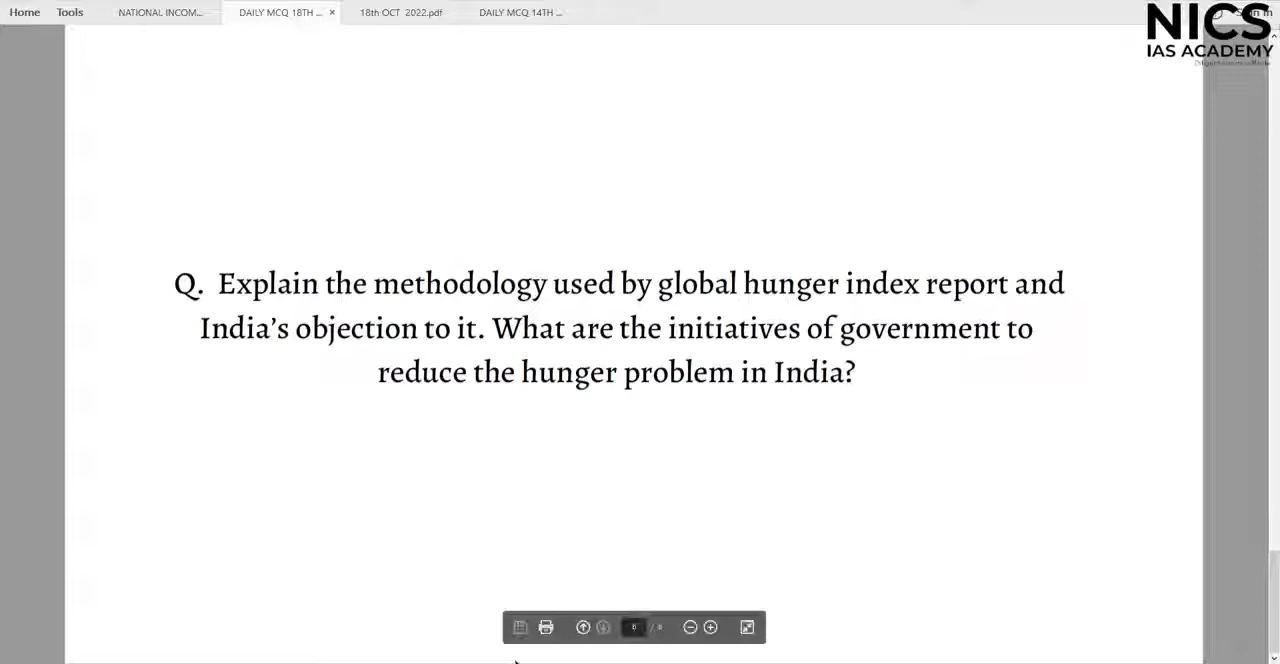 Home Tools NATIONAL INCOM... DAILY MCQ 18TH ... × 18th OCT 2022.pdf DAILY MCQ 14TH ...
NICS
IAS ACADEMY
Q. Explain the methodology used by global hunger index report and
India's objection to it. What are the initiatives of government to
reduce the hunger problem in India?